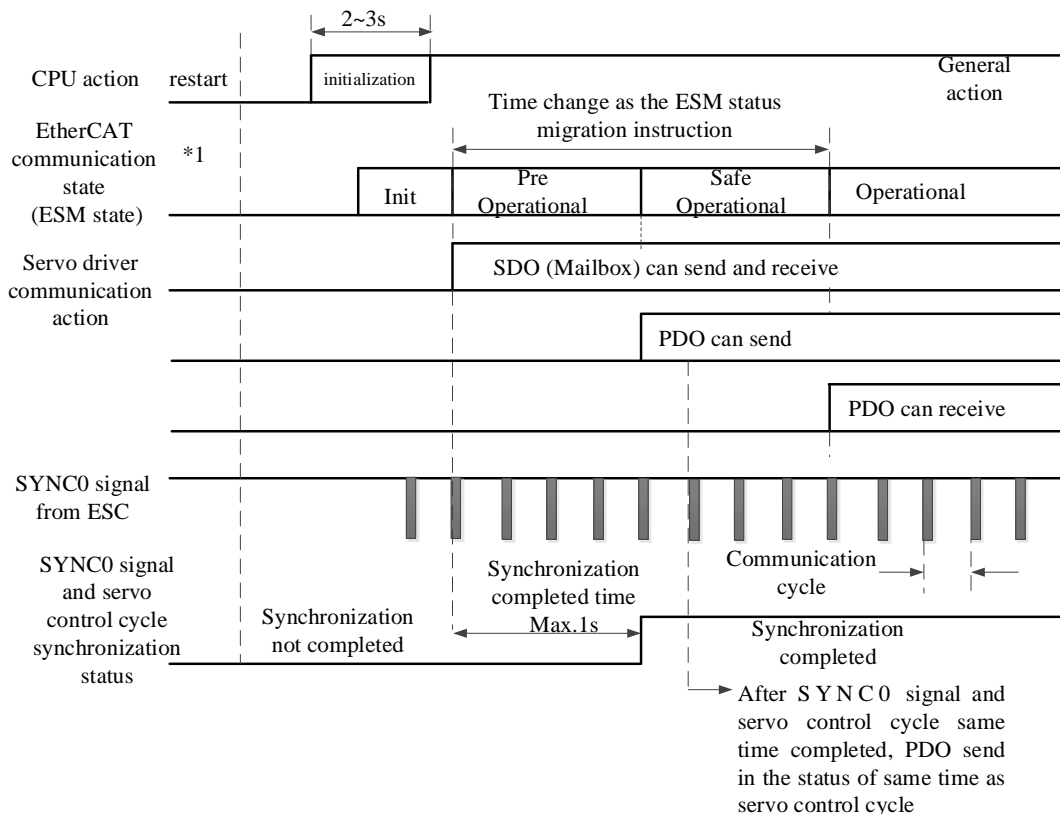 2~3s
CPU action
restart
initialization
General
action
Time change as the ESM status
migration instruction
EtherCAT
communication
state
(ESM state)
*1
Init
Pre
Operational
Safe
Operational
Operational
Servo driver
communication
action
SDO (Mailbox) can send and receive
PDO can send
PDO can receive
SYNC0 signal
from ESC
Communication
cycle
SYNC0 signal
and servo
control cycle
synchronization
status
Synchronization
not completed
Synchronization
completed time
Max.1s
Synchronization
completed
After SYNC0 signal and
servo control cycle same
time completed, PDO send
in the status of same time as
servo control cycle